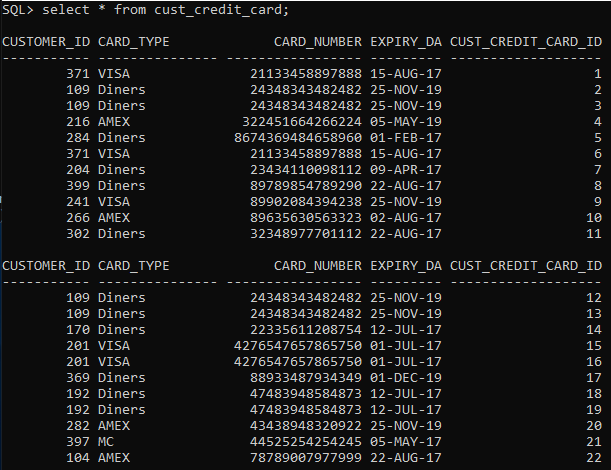 SQL> select * from cust_credit_card;
CUSTOMER_ID CARD_TYPE CARD_NUMBER EXPIRY_DA CUST_CREDIT_CARD_ID
----------- --------------- ---------------- --------- -------------------
371 VISA 21133458897888 15-AUG-17 1
109 Diners 24348343482482 25-NOV-19 2
109 Diners 24348343482482 25-NOV-19 3
216 AMEX 322451664266224 05-MAY-19 4
284 Diners 8674369484658960 01-FEB-17 5
371 VISA 21133458897888 15-AUG-17 6
204 Diners 23434110098112 09-APR-17 7
399 Diners 89789854789290 22-AUG-17 8
241 VISA 89902084394238 25-NOV-19 9
266 AMEX 89635630563323 02-AUG-17 10
302 Diners 32348977701112 22-AUG-17 11
CUSTOMER_ID CARD_TYPE CARD_NUMBER EXPIRY_DA CUST_CREDIT_CARD_ID
----------- --------------- ---------------- --------- -------------------
109 Diners 24348343482482 25-NOV-19 12
109 Diners 24348343482482 25-NOV-19 13
170 Diners 22335611208754 12-JUL-17 14
201 VISA 4276547657865750 01-JUL-17 15
201 VISA 4276547657865750 01-JUL-17 16
369 Diners 88933487934349 01-DEC-19 17
192 Diners 47483948584873 12-JUL-17 18
192 Diners 47483948584873 12-JUL-17 19
282 AMEX 43438948320922 25-NOV-19 20
397 MC 44525254254245 05-MAY-17 21
104 AMEX 78789007977999 22-AUG-17 22